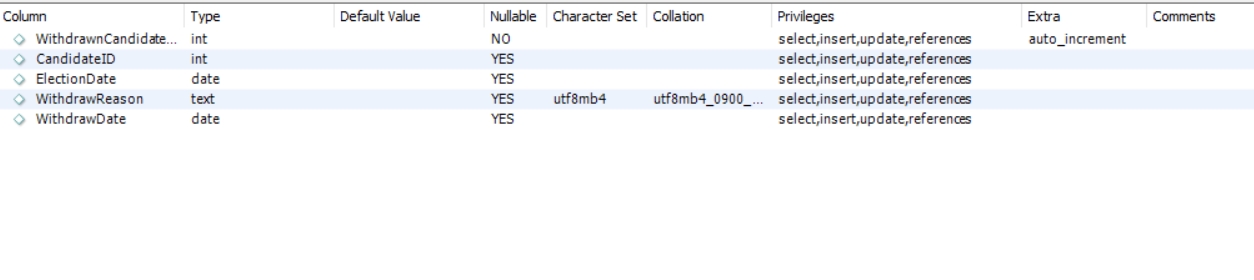 Column Type Default Value Nullable Character Set Collation Privileges Extra Comments
WithdrawnCandidate... int NO select,insert,update,references auto_increment
CandidateID int YES select,insert,update,references
ElectionDate date YES select,insert,update,references
WithdrawReason text YES utf8mb4 utf8mb4_0900_... select,insert,update,references
WithdrawDate date YES select,insert,update,references